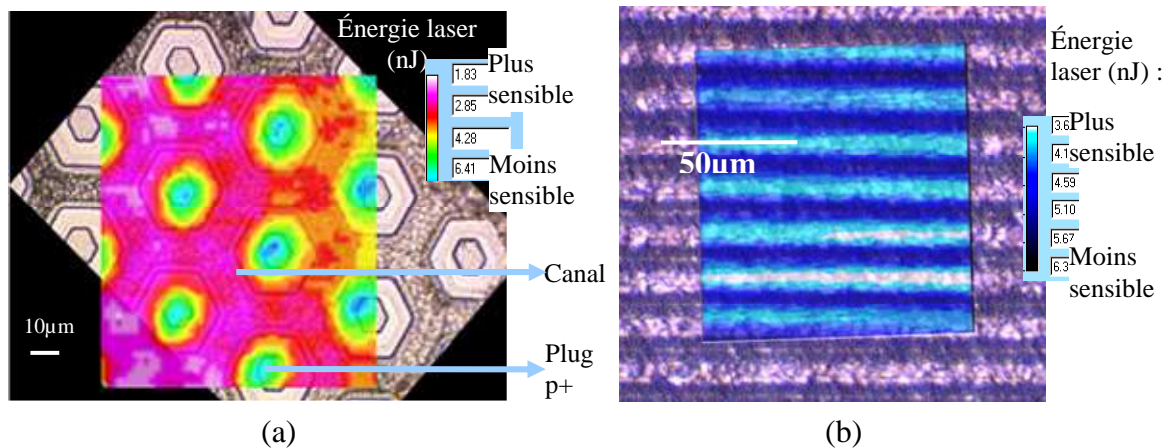 Énergie laser
(nJ)
1.83
2.85
4.28
6.41
Plus
sensible
Moins
sensible
Canal
Plug
p+
10µm
(a)
50µm
Énergie
laser (nJ) :
4.59
5.10
5.67
Plus
sensible
Moins
sensible
(b)